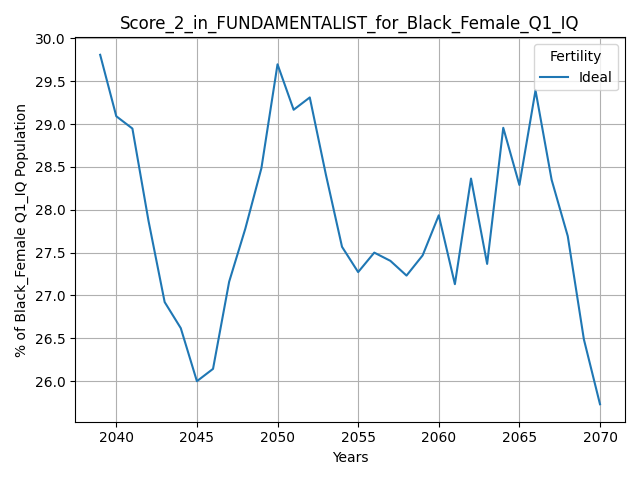 Score_2_in_FUNDAMENTALIST_for_Black_Female_Q1_IQ
Fertility
Ideal
% of Black_Female Q1_IQ Population
30.0
29.5
29.0
28.5
28.0
27.5
27.0
26.5
26.0
2040 2045 2050 2055 2060 2065 2070
Years